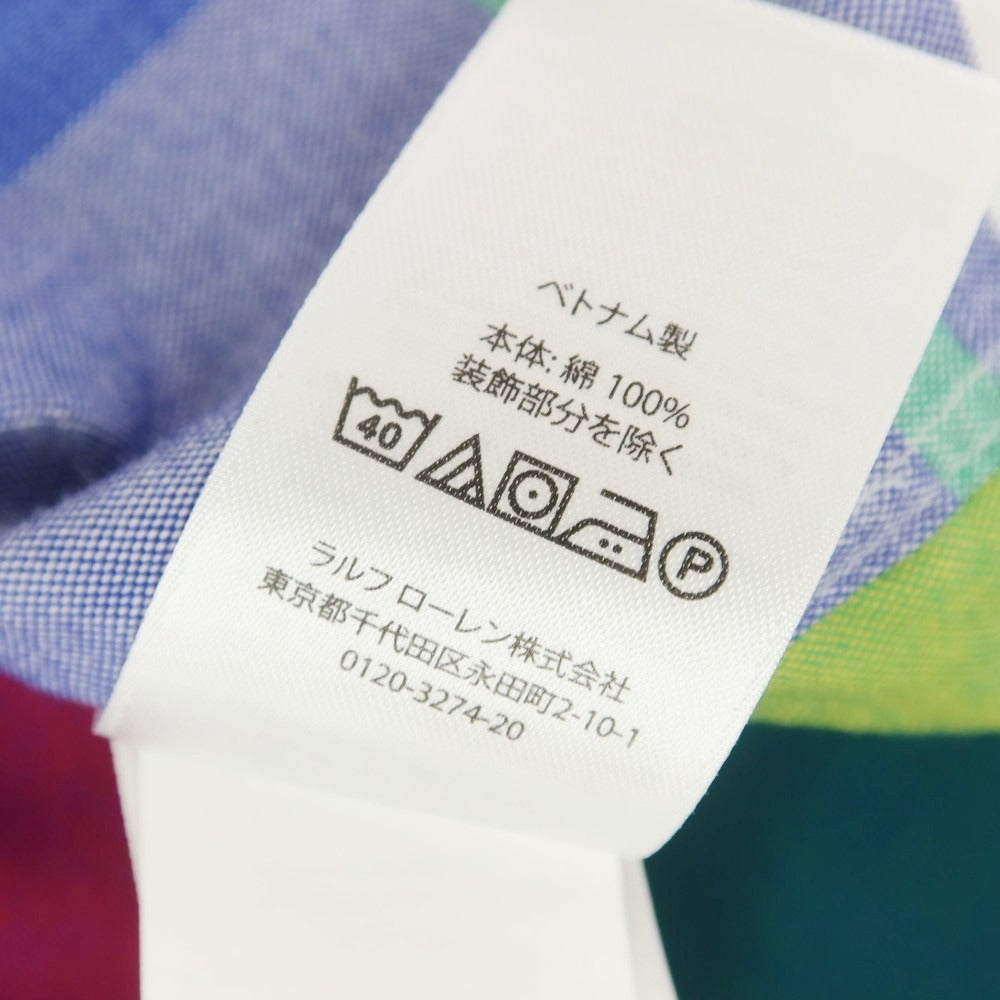 ベトナム製
本体: 綿 100%
装飾部分を除く
40 P
ラルフ ローレン株式会社
東京都千代田区永田町2-10-1
0120-3274-20